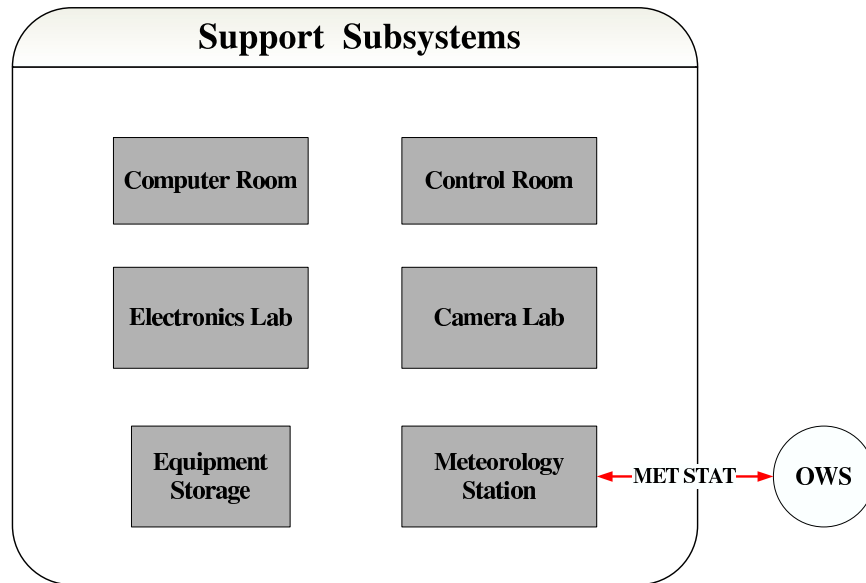 Support Subsystems
Computer Room
Control Room
Electronics Lab
Camera Lab
Equipment
Storage
Meteorology
Station
MET STAT
OWS